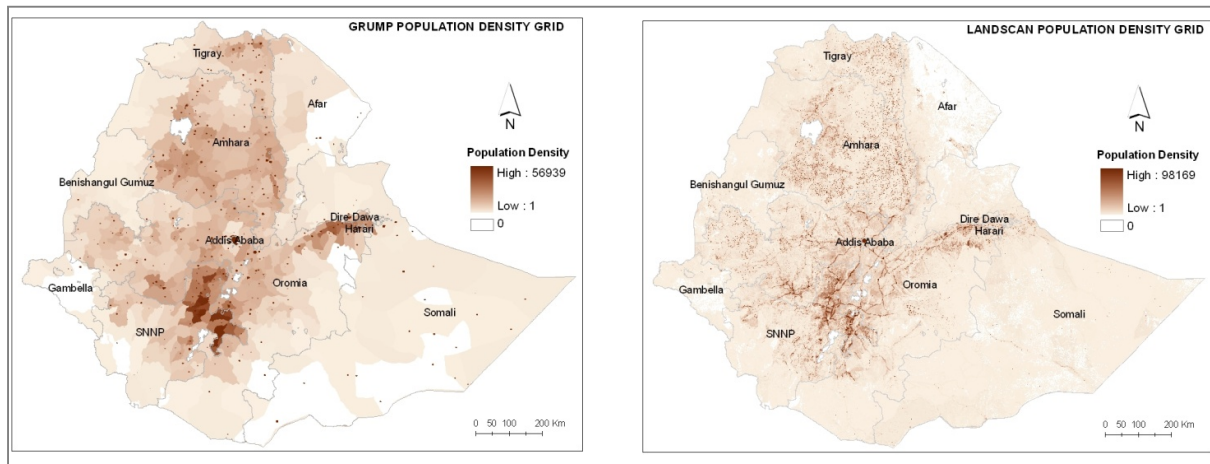 GRUMP POPULATION DENSITY GRID
Tigray
Afar
N
Amhara
Population Density
High : 56939
Benishangul Gumuz
Low : 1
0
Dire Dawa
Harari
Addis Ababa
Gambella
Oromia
Somali
SNNP
0 50 100 200 Km
LANDSCAN POPULATION DENSITY GRID
Tigray
Afar
N
Amhara
Population Density
High : 98169
Benishangul Gumuz
Low : 1
0
Dire Dawa
Harari
Addis Ababa
Gambella
Oromia
Somali
SNNP
0 50 100 200 Km